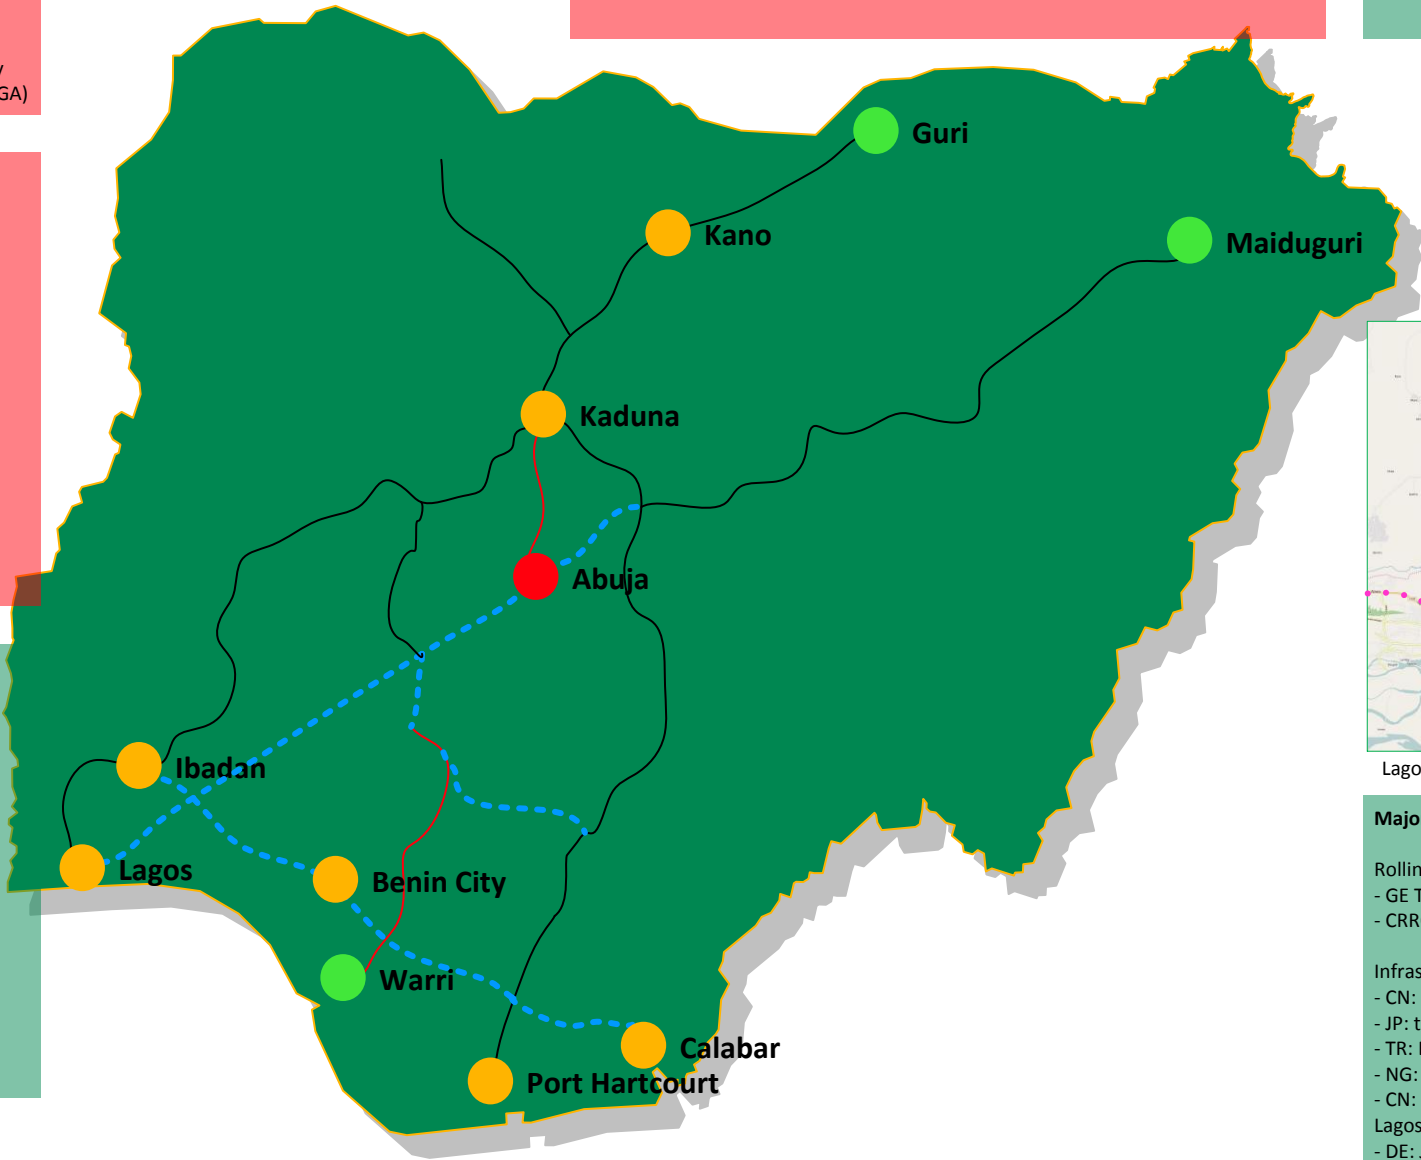 GA)
Guri
Kano
Maiduguri
Kaduna
Abuja
Ibadan
Lagos
Benin City
Warri
Calabar
Port Hartcourt
Lago
Majo
Rollin
- GE T
- CRR
Infras
- CN:
- JP: t
- TR:
- NG:
- CN:
Lagos
- DE: